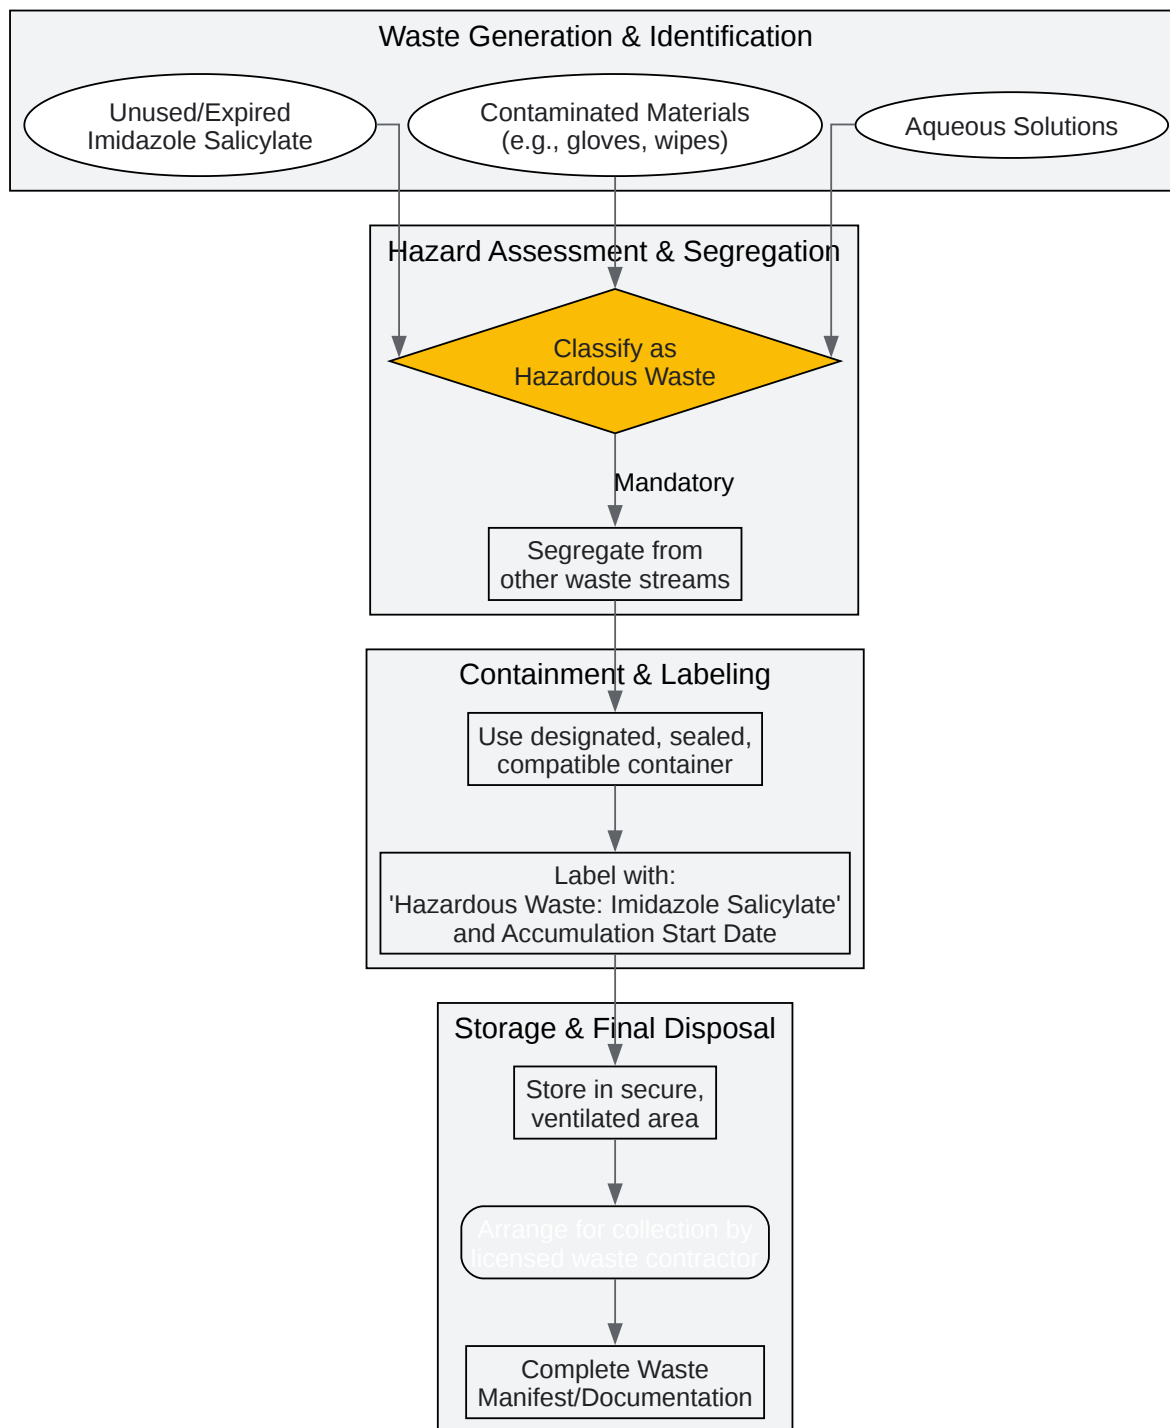 Waste Generation & Identification
Unused/Expired
Imidazole Salicylate
Contaminated Materials
(e.g., gloves, wipes)
Aqueous Solutions
Hazard Assessment & Segregation
Classify as
Hazardous Waste
Mandatory
Segregate from
other waste streams
Containment & Labeling
Use designated, sealed,
compatible container
Label with:
'Hazardous Waste: Imidazole Salicylate'
and Accumulation Start Date
Storage & Final Disposal
Store in secure,
ventilated area
Arrange for collection by
licensed waste contractor
Complete Waste
Manifest/Documentation